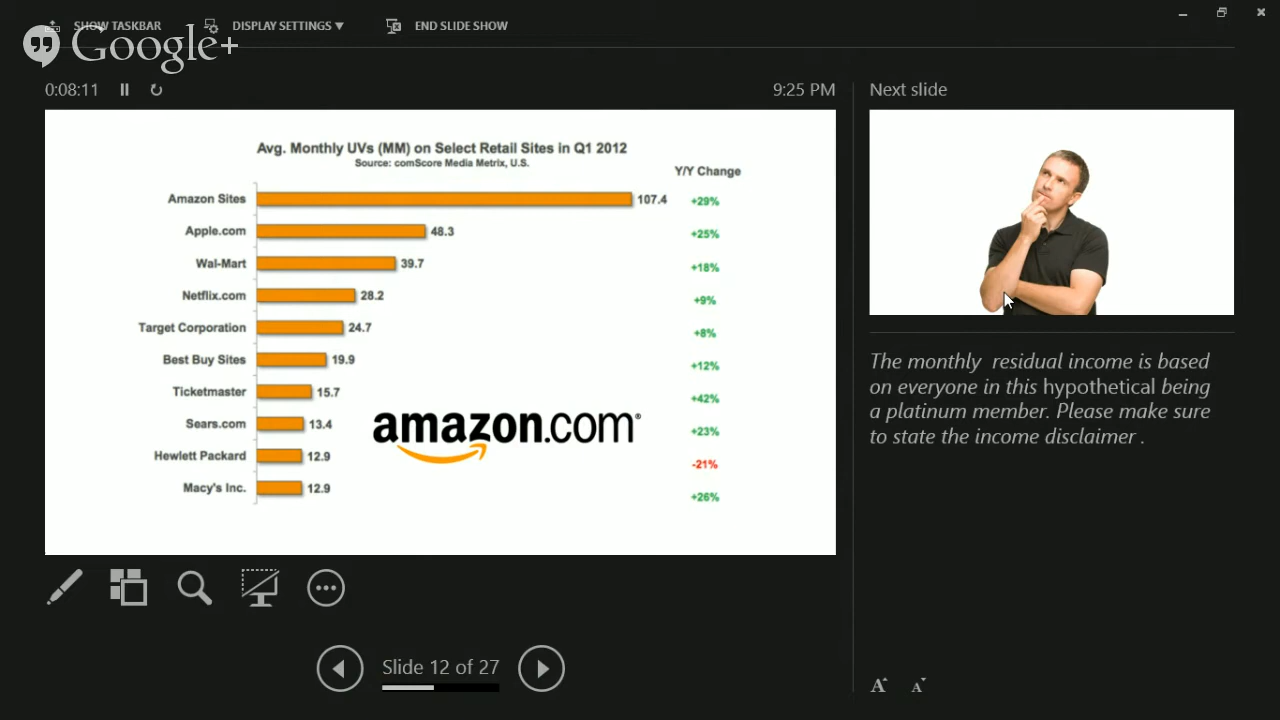 SHOW TASKBAR DISPLAY SETTINGS ▼ END SLIDE SHOW
Google+
0:08:11 9:25 PM
Avg. Monthly UVs (MM) on Select Retail Sites in Q1 2012
Source: comScore Media Metrix, U.S.
Y/Y Change
Amazon Sites 107.4 +29%
Apple.com 48.3 +25%
Wal-Mart 39.7 +18%
Netflix.com 28.2 +9%
Target Corporation 24.7 +8%
Best Buy Sites 19.9 +12%
Ticketmaster 15.7 +42%
Sears.com 13.4 +23%
Hewlett Packard 12.9 -21%
Macy's Inc. 12.9 +26%
amazon.com®
Slide 12 of 27
Next slide
The monthly residual income is based
on everyone in this hypothetical being
a platinum member. Please make sure
to state the income disclaimer .
A A